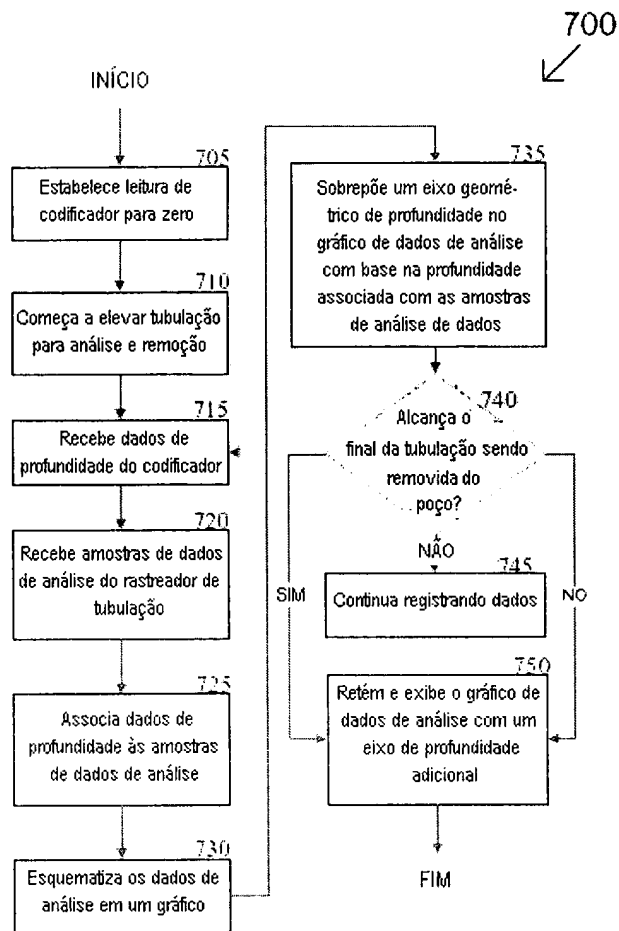 700
INÍCIO
705
Estabelece leitura de
codificador para zero
710
Começa a elevar tubulação
para análise e remoção
715
Recebe dados de
profundidade do codificador
720
Recebe amostras de dados
de análise do rastreador de
tubulação
725
Associa dados de
profundidade às amostras
de dados de análise
730
Esquematiza os dados de
análise em um gráfico
735
Sobrepõe um eixo geomé-
trico de profundidade no
gráfico de dados de análise
com base na profundidade
associada com as amostras
de análise de dados
740
Alcança o
final da tubulação sendo
removida do
poço?
NÃO
SIM
NO
745
Continua registrando dados
750
Retém e exibe o gráfico de
dados de análise com um
eixo de profundidade
adicional
FIM